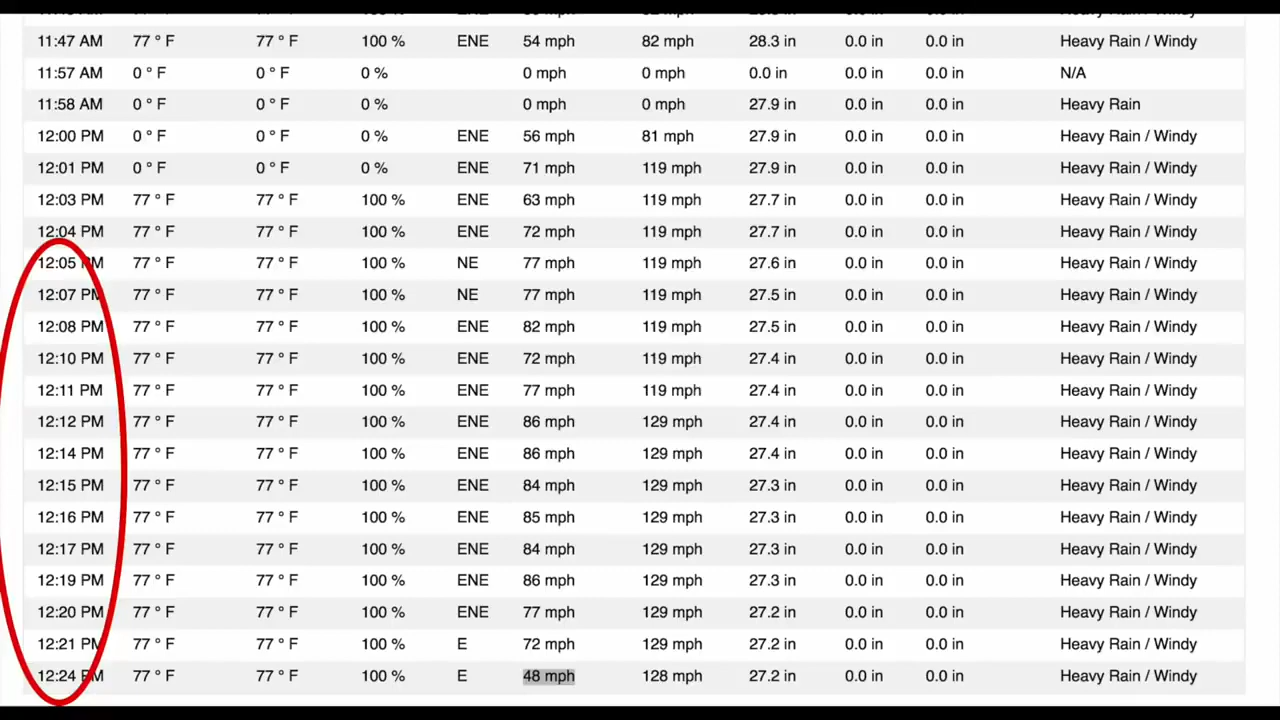 11:47 AM 77 ° F 77 ° F 100 % ENE 54 mph 82 mph 28.3 in 0.0 in 0.0 in Heavy Rain / Windy
11:57 AM 0 ° F 0 ° F 0 % 0 mph 0 mph 0.0 in 0.0 in 0.0 in N/A
11:58 AM 0 ° F 0 ° F 0 % 0 mph 0 mph 27.9 in 0.0 in 0.0 in Heavy Rain
12:00 PM 0 ° F 0 ° F 0 % ENE 56 mph 81 mph 27.9 in 0.0 in 0.0 in Heavy Rain / Windy
12:01 PM 0 ° F 0 ° F 0 % ENE 71 mph 119 mph 27.9 in 0.0 in 0.0 in Heavy Rain / Windy
12:03 PM 77 ° F 77 ° F 100 % ENE 63 mph 119 mph 27.7 in 0.0 in 0.0 in Heavy Rain / Windy
12:04 PM 77 ° F 77 ° F 100 % ENE 72 mph 119 mph 27.7 in 0.0 in 0.0 in Heavy Rain / Windy
12:05 PM 77 ° F 77 ° F 100 % NE 77 mph 119 mph 27.6 in 0.0 in 0.0 in Heavy Rain / Windy
12:07 PM 77 ° F 77 ° F 100 % NE 77 mph 119 mph 27.5 in 0.0 in 0.0 in Heavy Rain / Windy
12:08 PM 77 ° F 77 ° F 100 % ENE 82 mph 119 mph 27.5 in 0.0 in 0.0 in Heavy Rain / Windy
12:10 PM 77 ° F 77 ° F 100 % ENE 72 mph 119 mph 27.4 in 0.0 in 0.0 in Heavy Rain / Windy
12:11 PM 77 ° F 77 ° F 100 % ENE 77 mph 119 mph 27.4 in 0.0 in 0.0 in Heavy Rain / Windy
12:12 PM 77 ° F 77 ° F 100 % ENE 86 mph 129 mph 27.4 in 0.0 in 0.0 in Heavy Rain / Windy
12:14 PM 77 ° F 77 ° F 100 % ENE 86 mph 129 mph 27.4 in 0.0 in 0.0 in Heavy Rain / Windy
12:15 PM 77 ° F 77 ° F 100 % ENE 84 mph 129 mph 27.3 in 0.0 in 0.0 in Heavy Rain / Windy
12:16 PM 77 ° F 77 ° F 100 % ENE 85 mph 129 mph 27.3 in 0.0 in 0.0 in Heavy Rain / Windy
12:17 PM 77 ° F 77 ° F 100 % ENE 84 mph 129 mph 27.3 in 0.0 in 0.0 in Heavy Rain / Windy
12:19 PM 77 ° F 77 ° F 100 % ENE 86 mph 129 mph 27.3 in 0.0 in 0.0 in Heavy Rain / Windy
12:20 PM 77 ° F 77 ° F 100 % ENE 77 mph 129 mph 27.2 in 0.0 in 0.0 in Heavy Rain / Windy
12:21 PM 77 ° F 77 ° F 100 % E 72 mph 129 mph 27.2 in 0.0 in 0.0 in Heavy Rain / Windy
12:24 PM 77 ° F 77 ° F 100 % E 48 mph 128 mph 27.2 in 0.0 in 0.0 in Heavy Rain / Windy